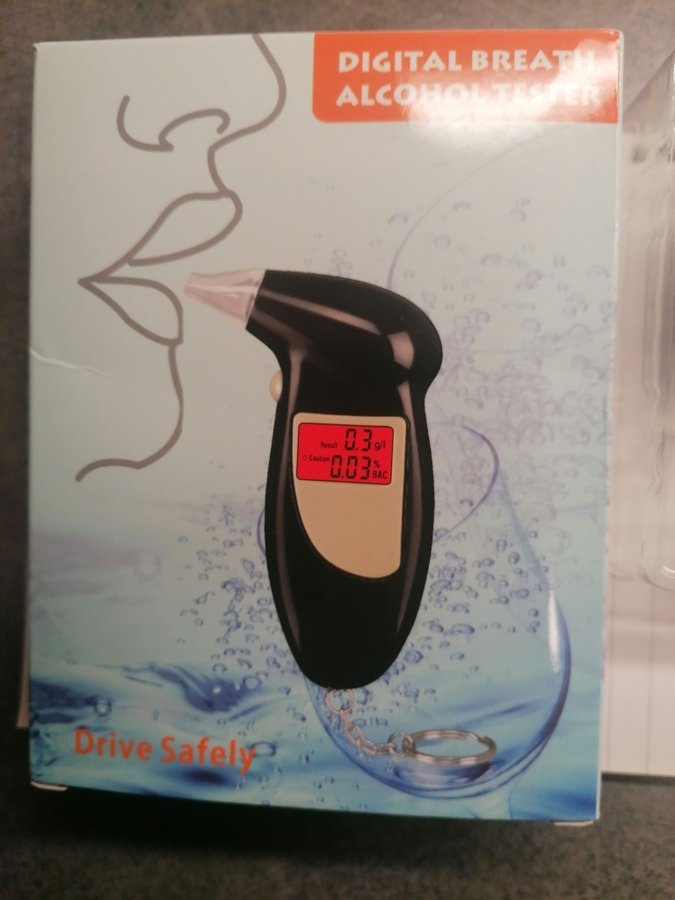 DIGITAL BREATH
ALCOHOL TESTER
Result 0.3 g/l
Caution 0.03 % BAC
Drive Safely